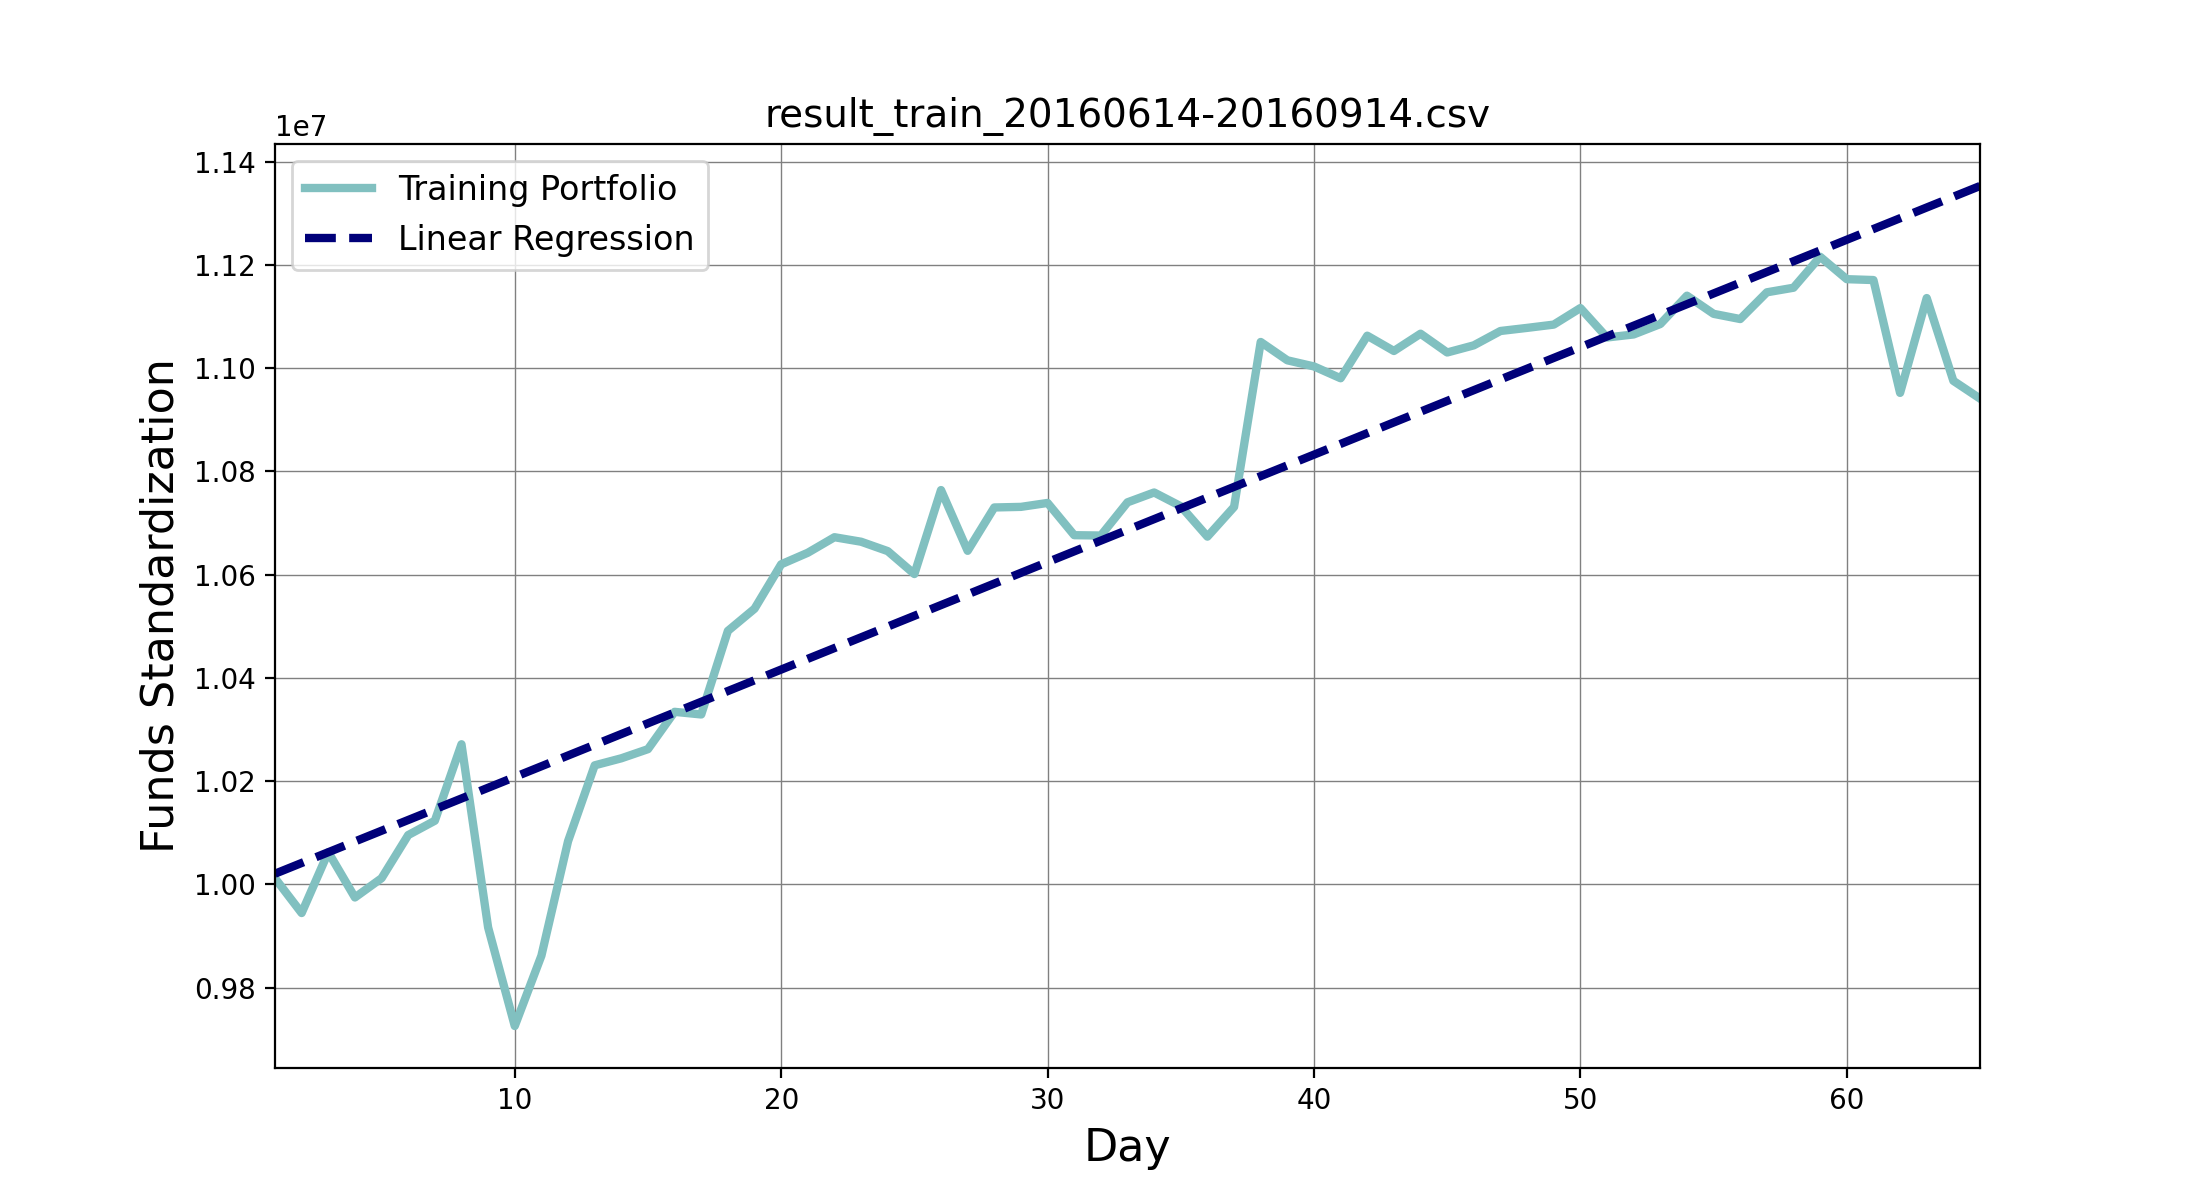 result_train_20160614-20160914.csv
1e7
1.14
1.12
1.10
1.08
1.06
1.04
1.02
1.00
0.98
Funds Standardization
Training Portfolio
Linear Regression
10 20 30 40 50 60
Day